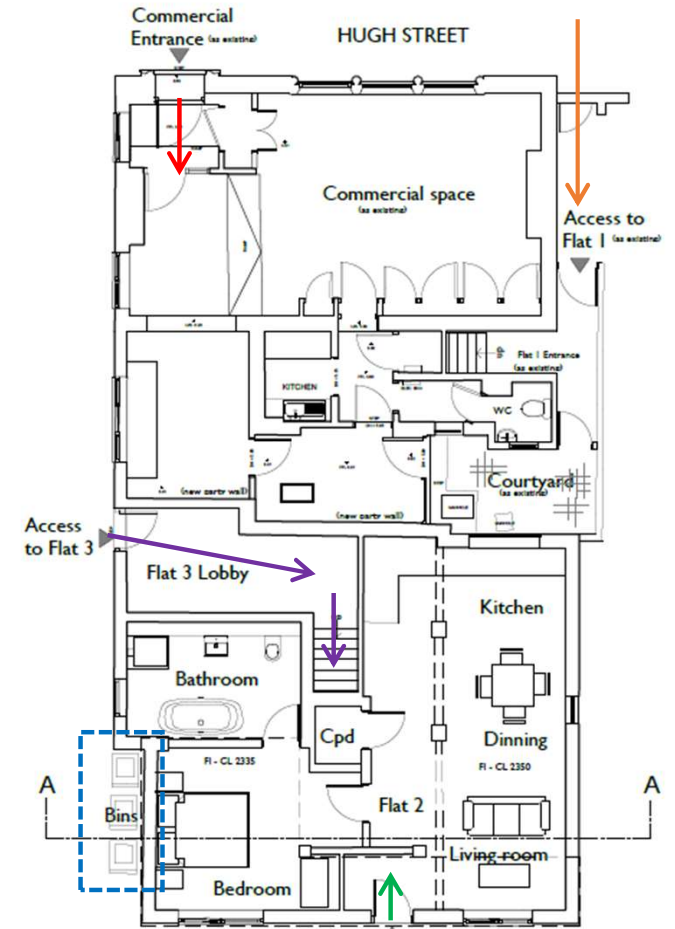 Commercial
Entrance (as existing)
HUGH STREET
Commercial space
(as existing)
Access to
Flat 1 (as existing)
Flat 1 Entrance
(as existing)
KITCHEN
WC
Courtyard
(as existing)
(new party wall)
(new party wall)
Access
to Flat 3
Flat 3 Lobby
Kitchen
Bathroom
Cpd
Dinning
FI - CL 2335
FI - CL 2350
A
A
Bins
Flat 2
Living room
Bedroom